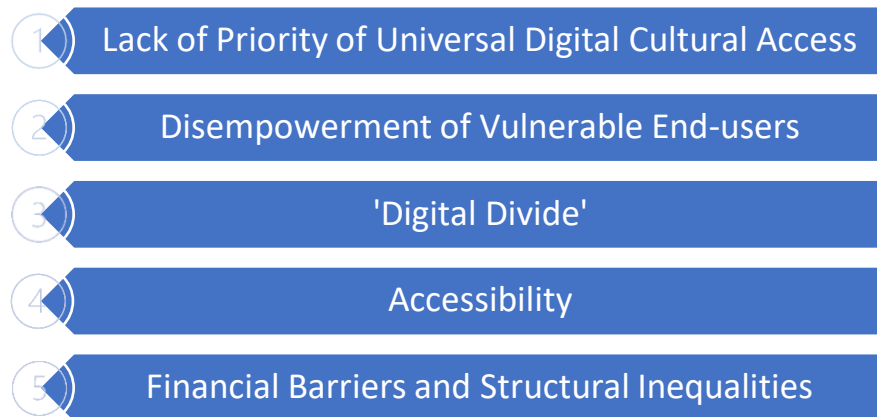 1 Lack of Priority of Universal Digital Cultural Access
2 Disempowerment of Vulnerable End-users
3 'Digital Divide'
4 Accessibility
5 Financial Barriers and Structural Inequalities